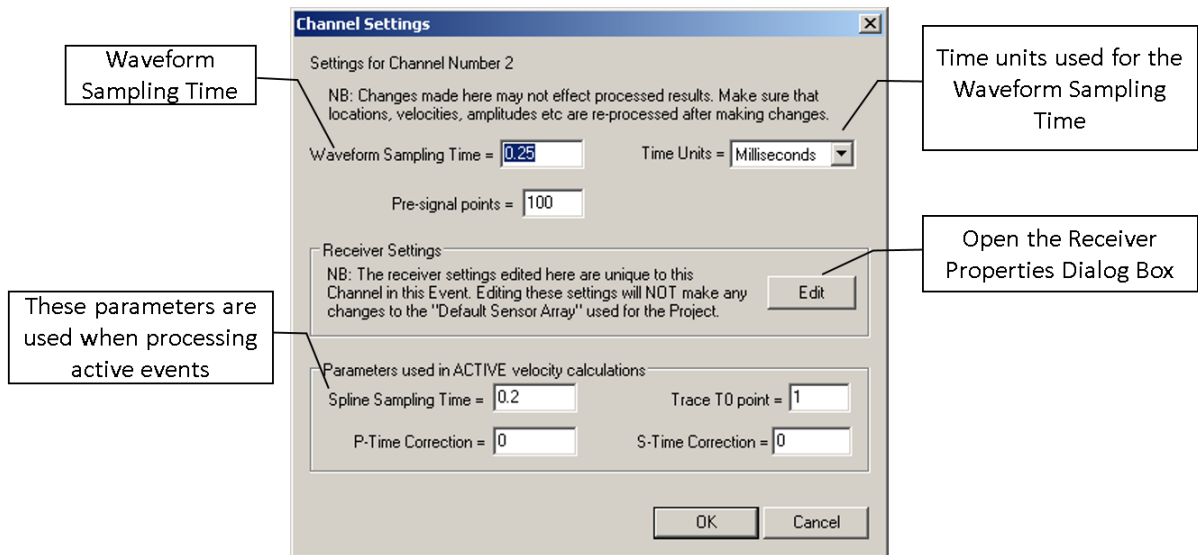 Channel Settings
Waveform
Sampling Time
Time units used for the
Waveform Sampling
Time
Settings for Channel Number 2
NB: Changes made here may not effect processed results. Make sure that
locations, velocities, amplitudes etc are re-processed after making changes.
Waveform Sampling Time = 0.25
Time Units = Milliseconds
Pre-signal points = 100
Open the Receiver
Properties Dialog Box
Receiver Settings
NB: The receiver settings edited here are unique to this
Channel in this Event. Editing these settings will NOT make any
changes to the "Default Sensor Array" used for the Project.
Edit
These parameters are
used when processing
active events
Parameters used in ACTIVE velocity calculations
Spline Sampling Time = 0.2
Trace T0 point = 1
P-Time Correction = 0
S-Time Correction = 0
OK
Cancel